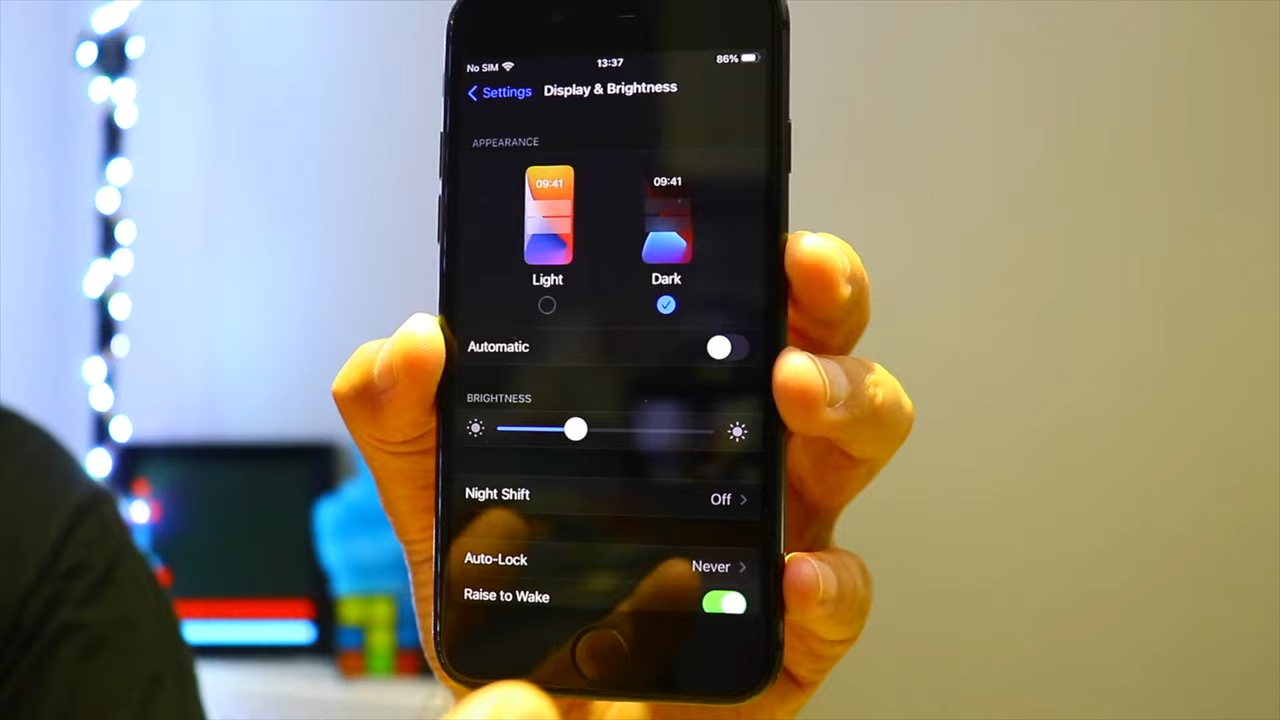 No SIM 13:37 86%
Settings Display & Brightness
APPEARANCE
09:41 09:41
Light Dark
Automatic
BRIGHTNESS
Night Shift Off
Auto-Lock Never
Raise to Wake